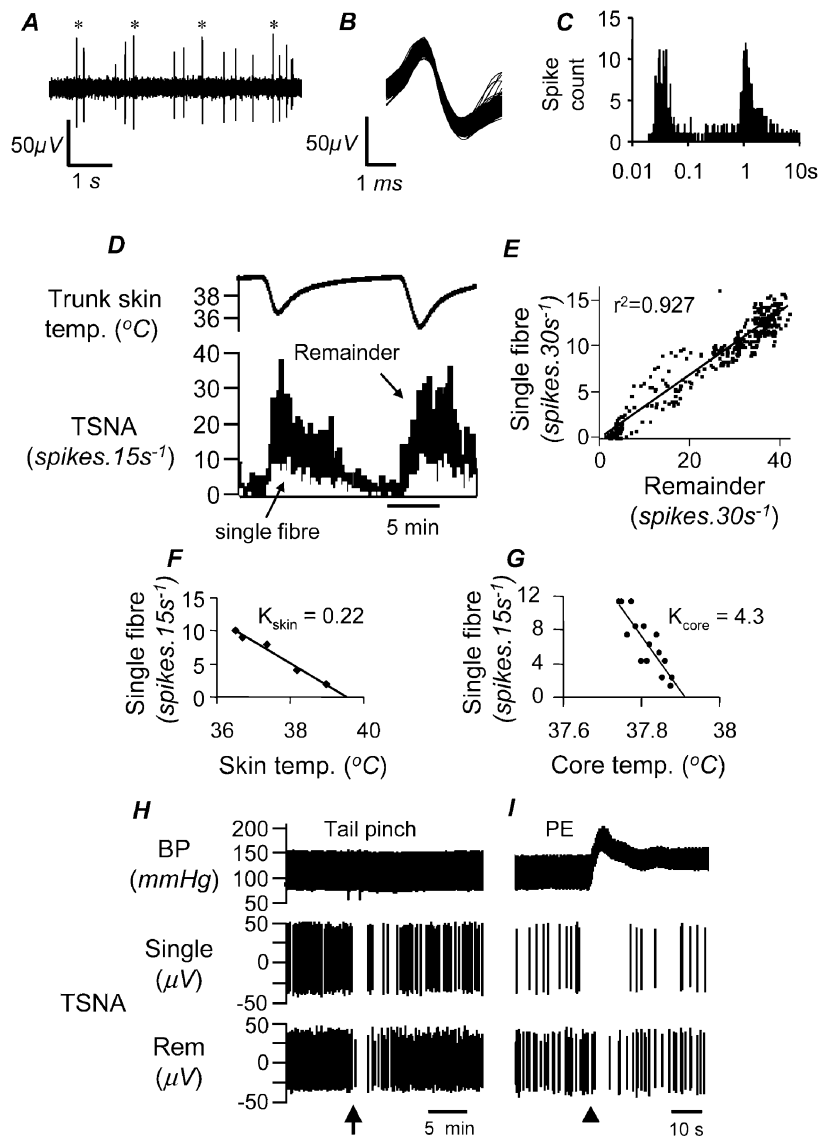 A
* * * *
50μV
1 s
B
50μV
1 ms
C
Spike
count
15
10
5
0
0.01 0.1 1 10s
D
Trunk skin
temp. (°C)
38
36
TSNA
(spikes.15s⁻¹)
40
30
20
10
0
Remainder
single fibre
5 min
E
Single fibre
(spikes.30s⁻¹)
15
10
5
0
r²=0.927
0 20 40
Remainder
(spikes.30s⁻¹)
F
Single fibre
(spikes.15s⁻¹)
15
10
5
0
Kskin = 0.22
36 38 40
Skin temp. (°C)
G
Single fibre
(spikes.15s⁻¹)
12
8
4
0
Kcore = 4.3
37.6 37.8 38
Core temp. (°C)
H
Tail pinch
I
PE
BP
(mmHg)
200
150
100
50
TSNA
Single
(μV)
50
0
-50
Rem
(μV)
50
0
-50
5 min
10 s